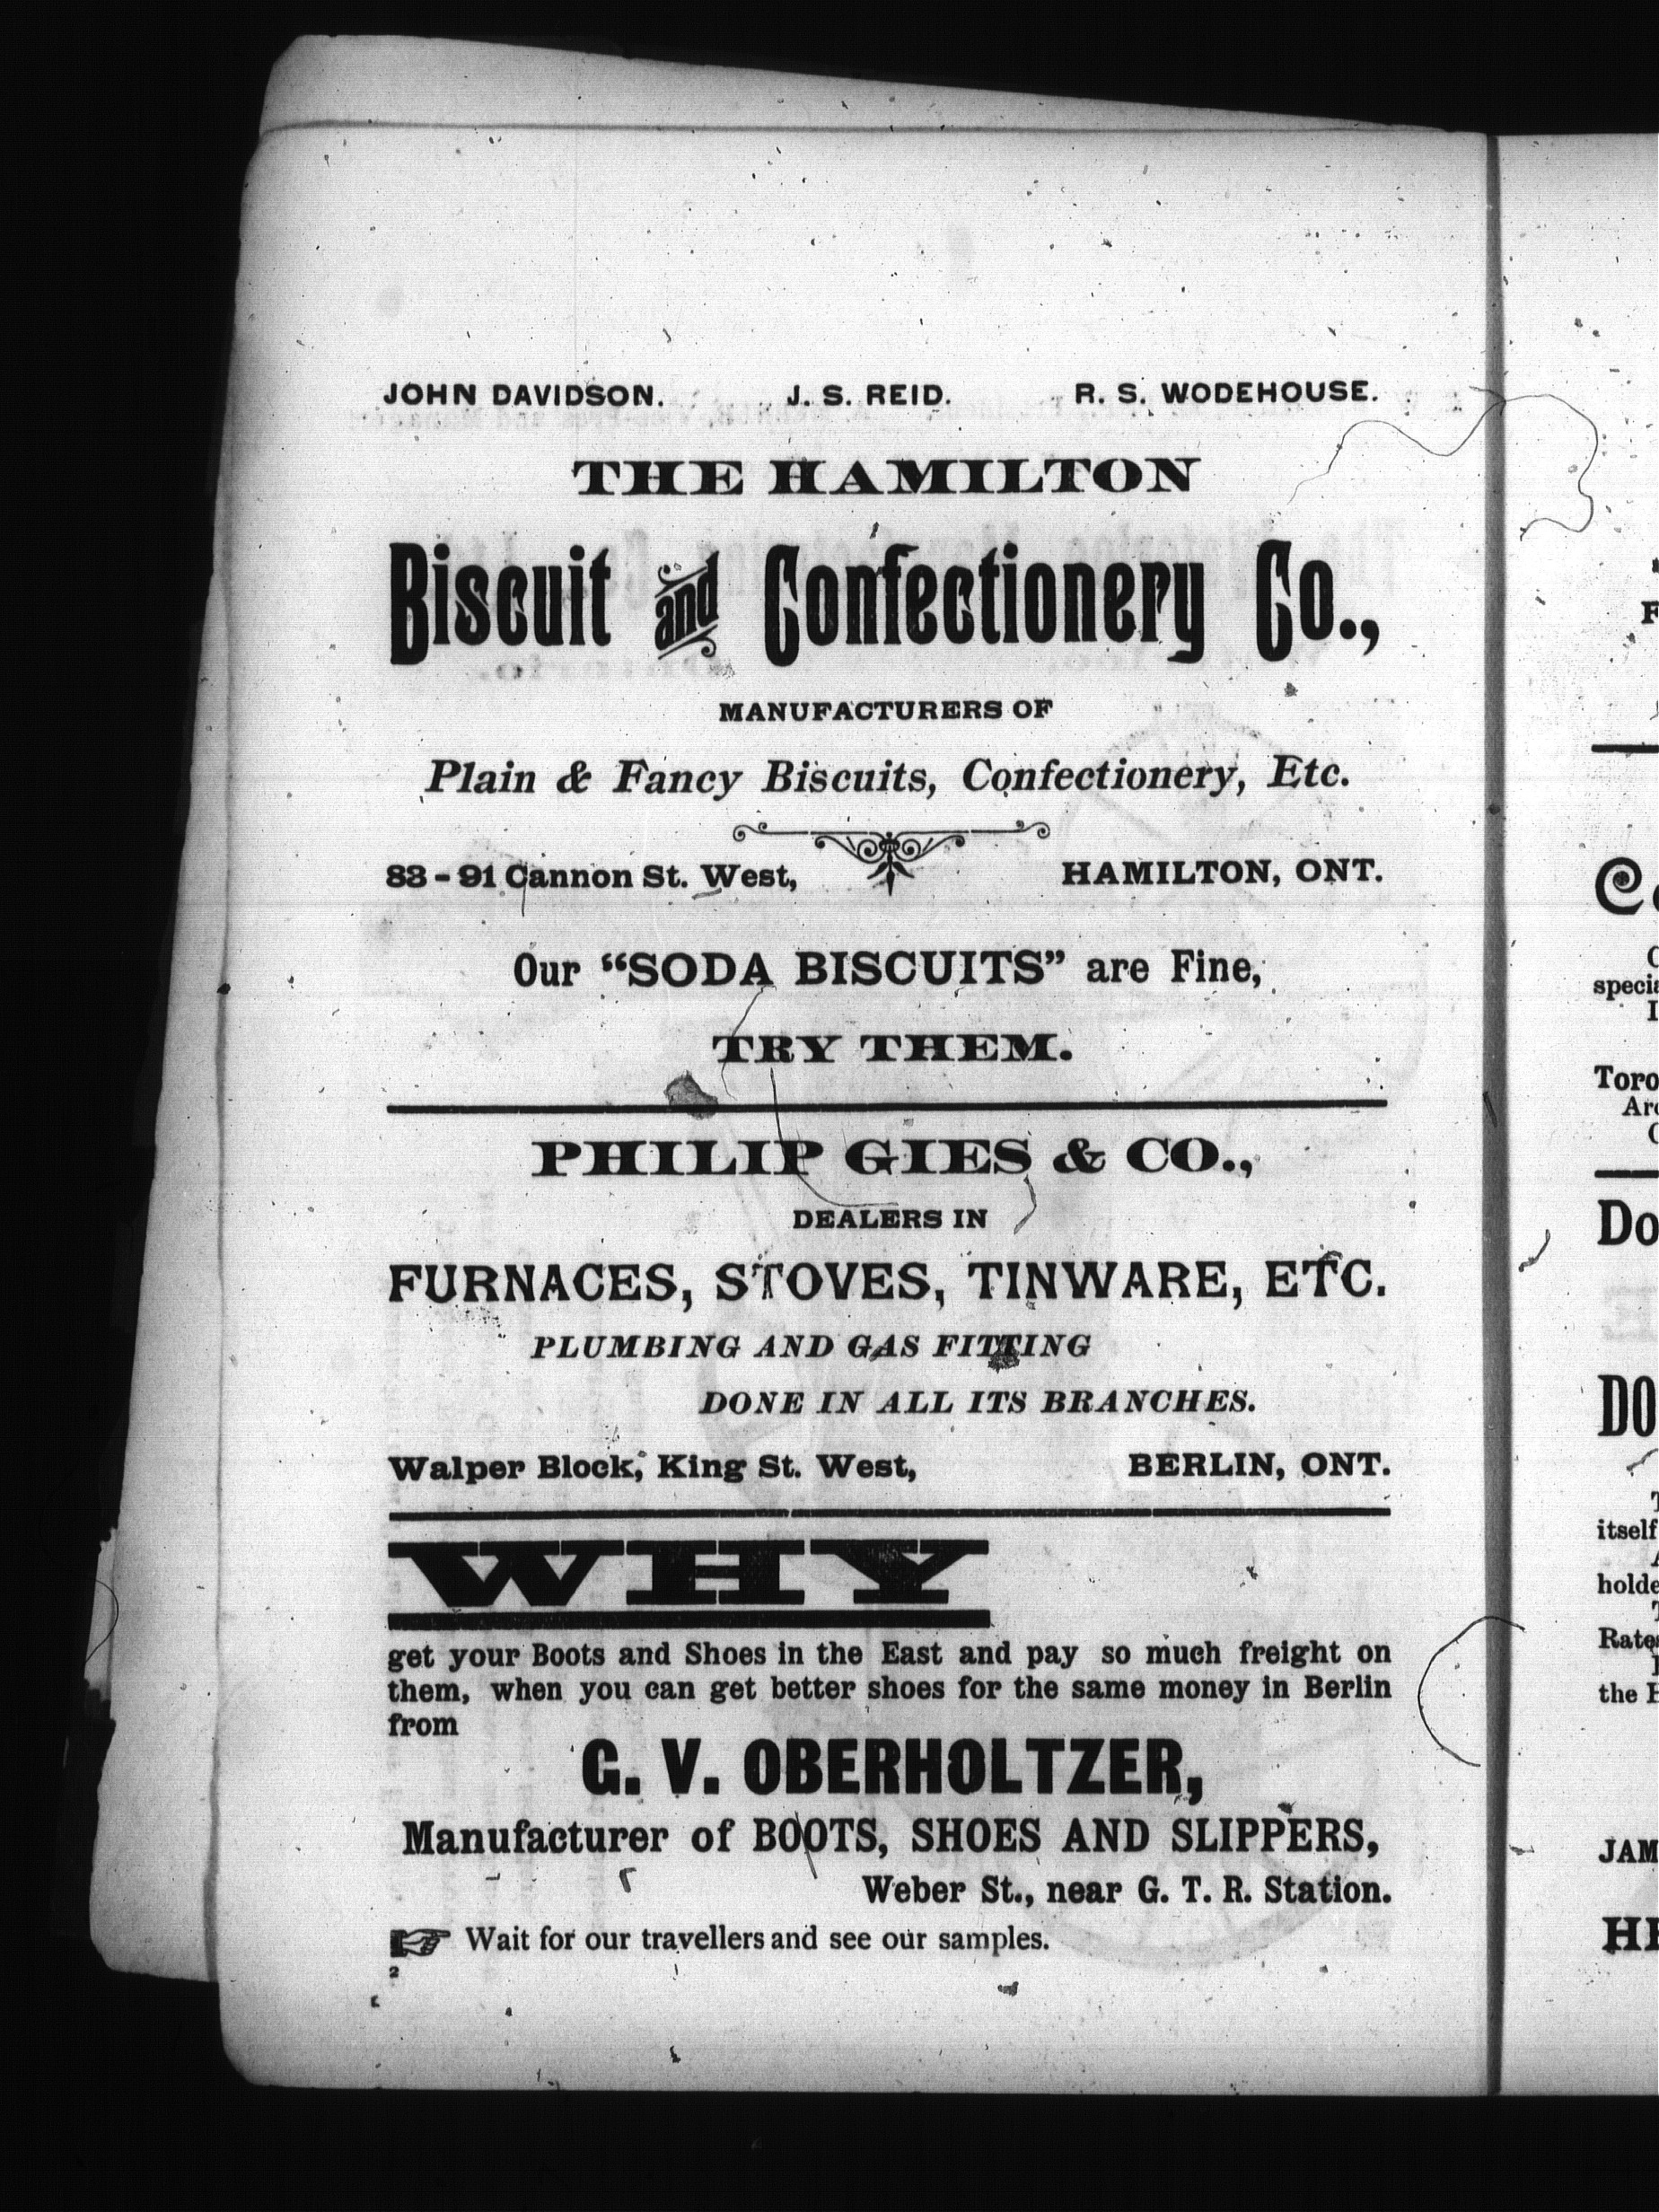 JOHN DAVIDSON. J. S. REID. R. S. WODEHOUSE.
THE HAMILTON
Biscuit and Confectionery Co.,
MANUFACTURERS OF
Plain & Fancy Biscuits, Confectionery, Etc.
83-91 Cannon St. West, HAMILTON, ONT.
Our "SODA BISCUITS" are Fine,
TRY THEM.
PHILIP GIES & CO.,
DEALERS IN
FURNACES, STOVES, TINWARE, ETC.
PLUMBING AND GAS FITTING
DONE IN ALL ITS BRANCHES.
Walper Block, King St. West, BERLIN, ONT.
WHY
get your Boots and Shoes in the East and pay so much freight on
them, when you can get better shoes for the same money in Berlin
from
G. V. OBERHOLTZER,
Manufacturer of BOOTS, SHOES AND SLIPPERS,
Weber St., near G. T. R. Station.
☞ Wait for our travellers and see our samples.
2
itself
the